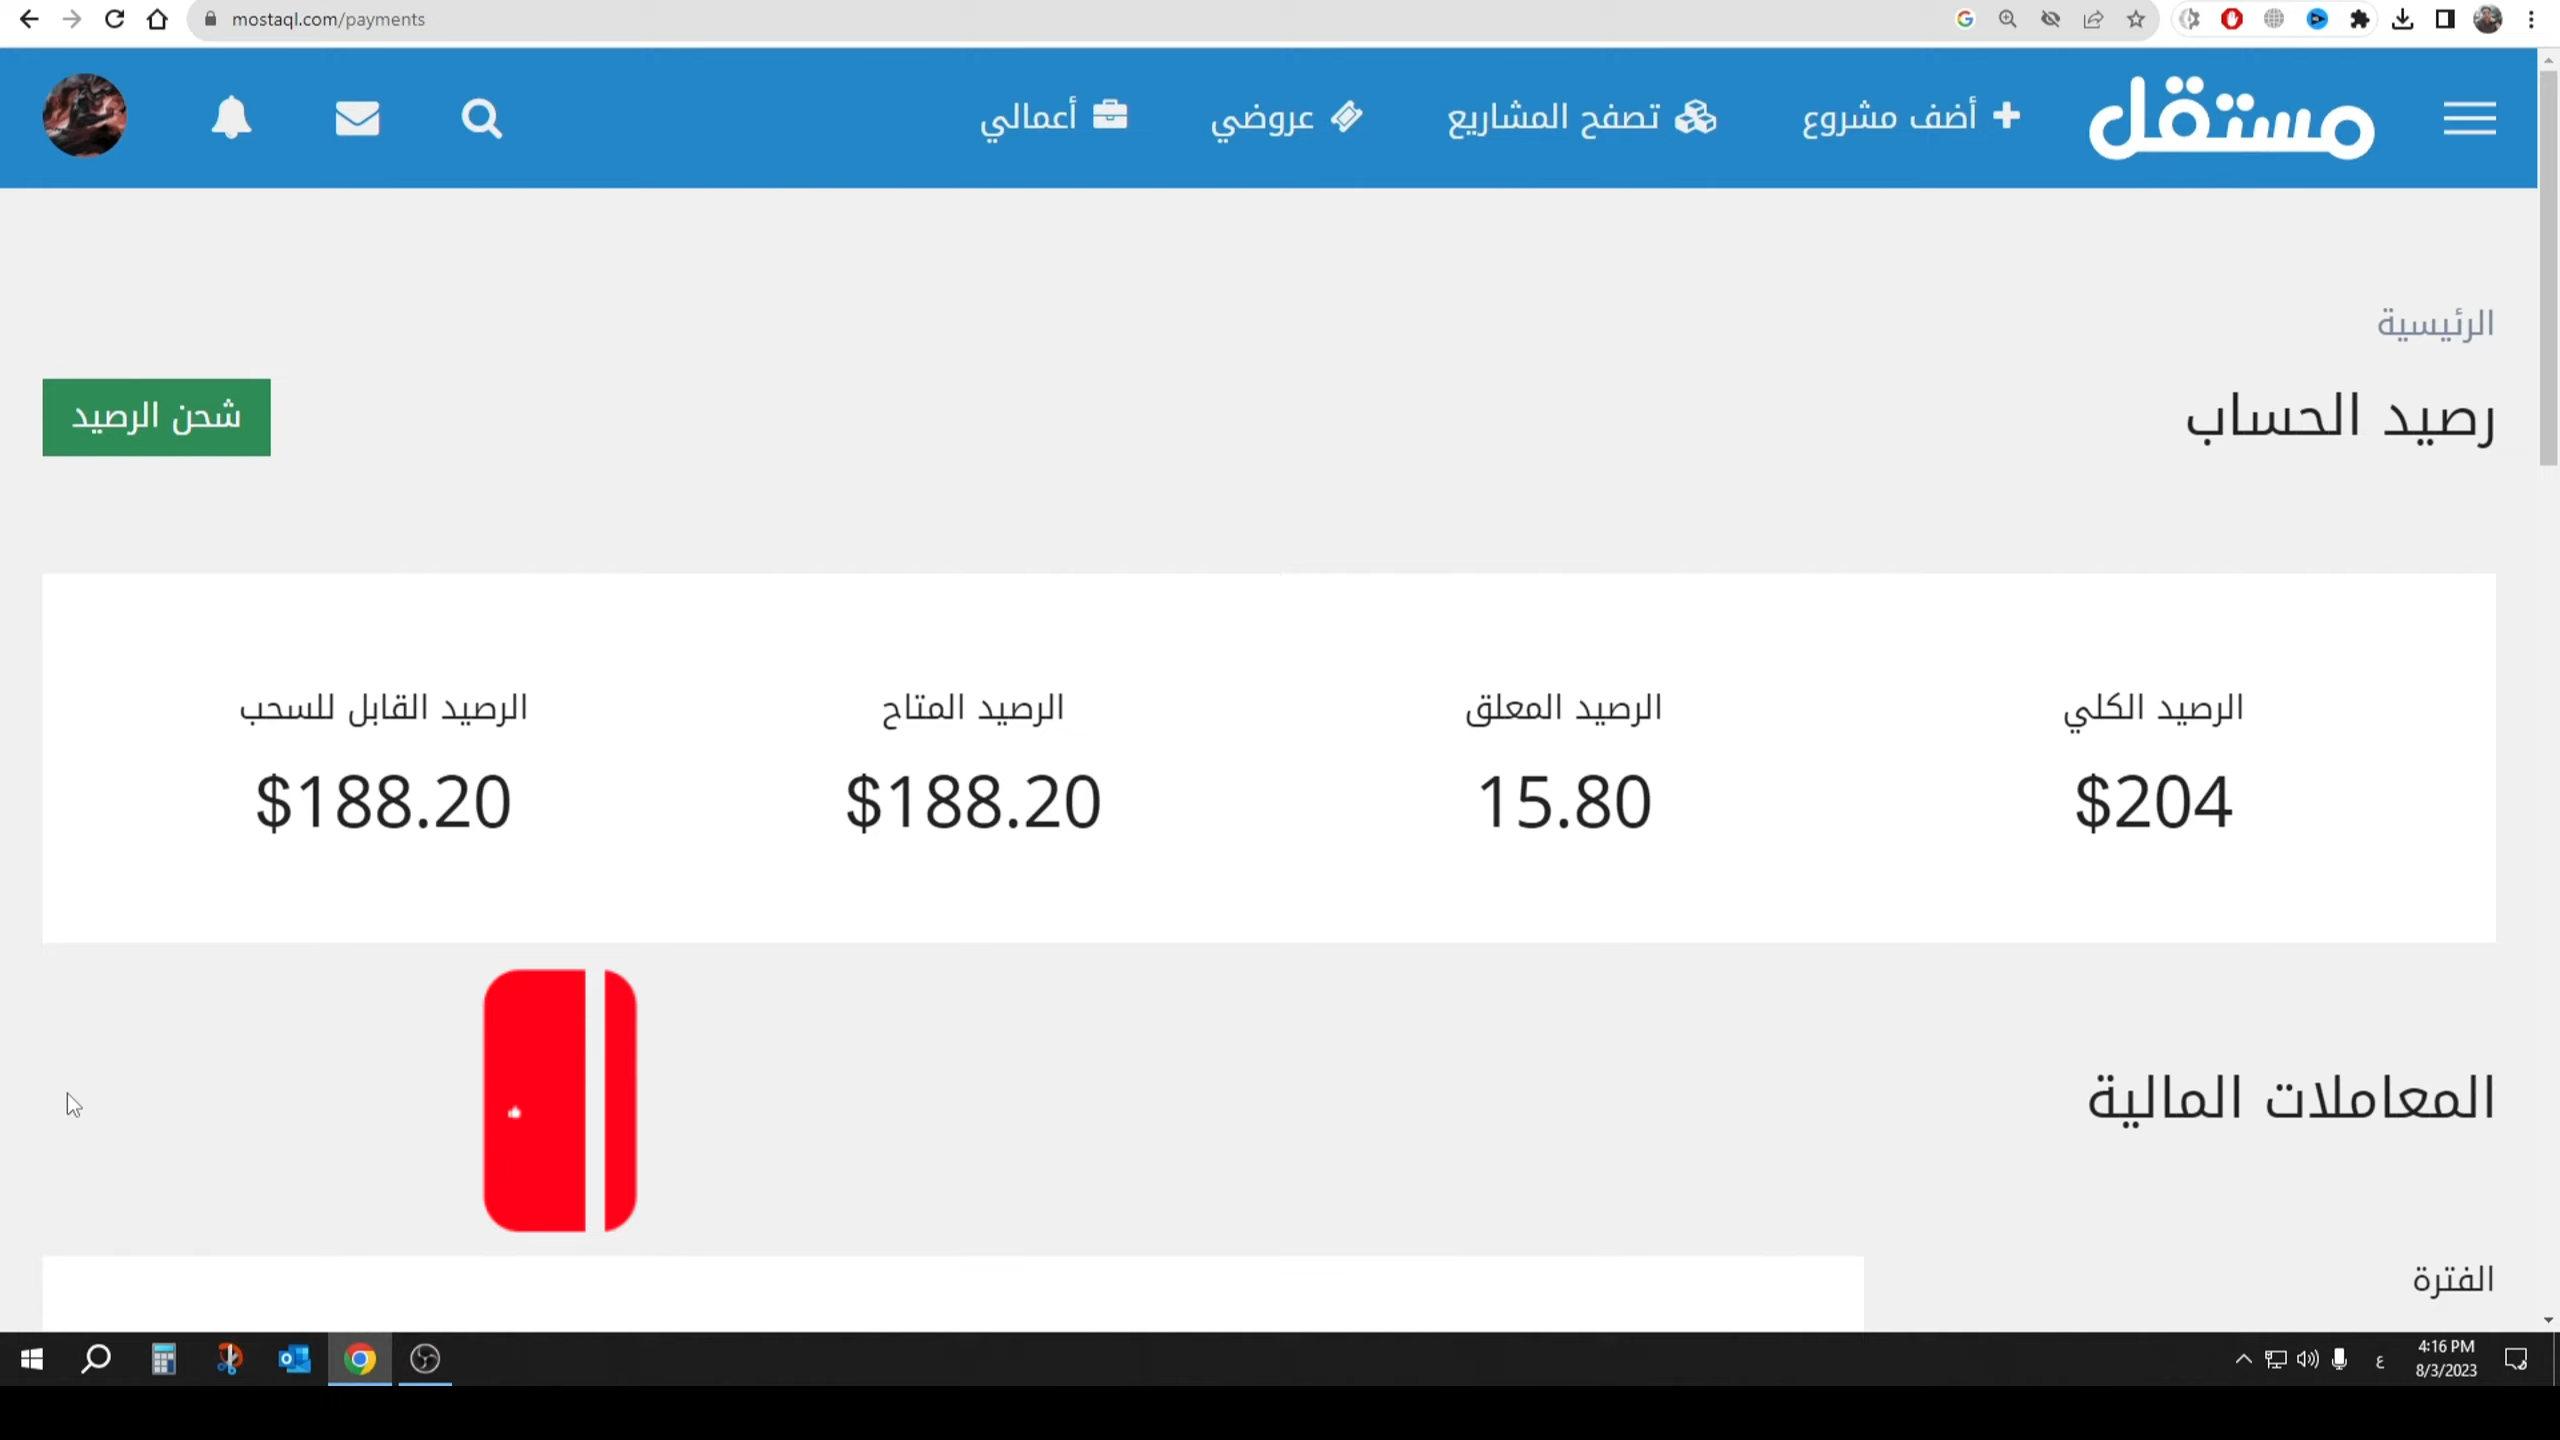 mostaql.com/payments
مستقل
أضف مشروع
تصفح المشاريع
عروضي
أعمالي
الرئيسية
رصيد الحساب
شحن الرصيد
الرصيد الكلي
$204
الرصيد المعلق
15.80
الرصيد المتاح
$188.20
الرصيد القابل للسحب
$188.20
المعاملات المالية
الفترة
ع
4:16 PM
8/3/2023